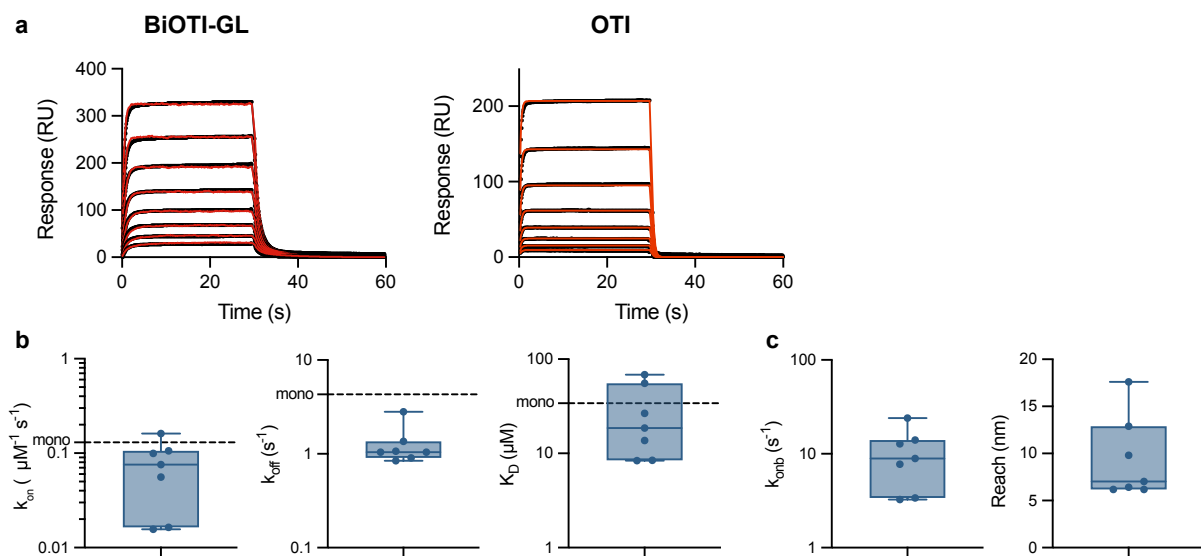 a
BiOTI-GL
OTI
400
300
200
100
0
Response (RU)
0 20 40 60
Time (s)
200
100
0
Response (RU)
0 20 40 60
Time (s)
b
c
1
mono
0.1
0.01
kon ( µM-1 s-1)
10
mono
1
0.1
koff (s-1)
100
mono
10
1
KD (µM)
100
10
1
konb (s-1)
20
15
10
5
0
Reach (nm)